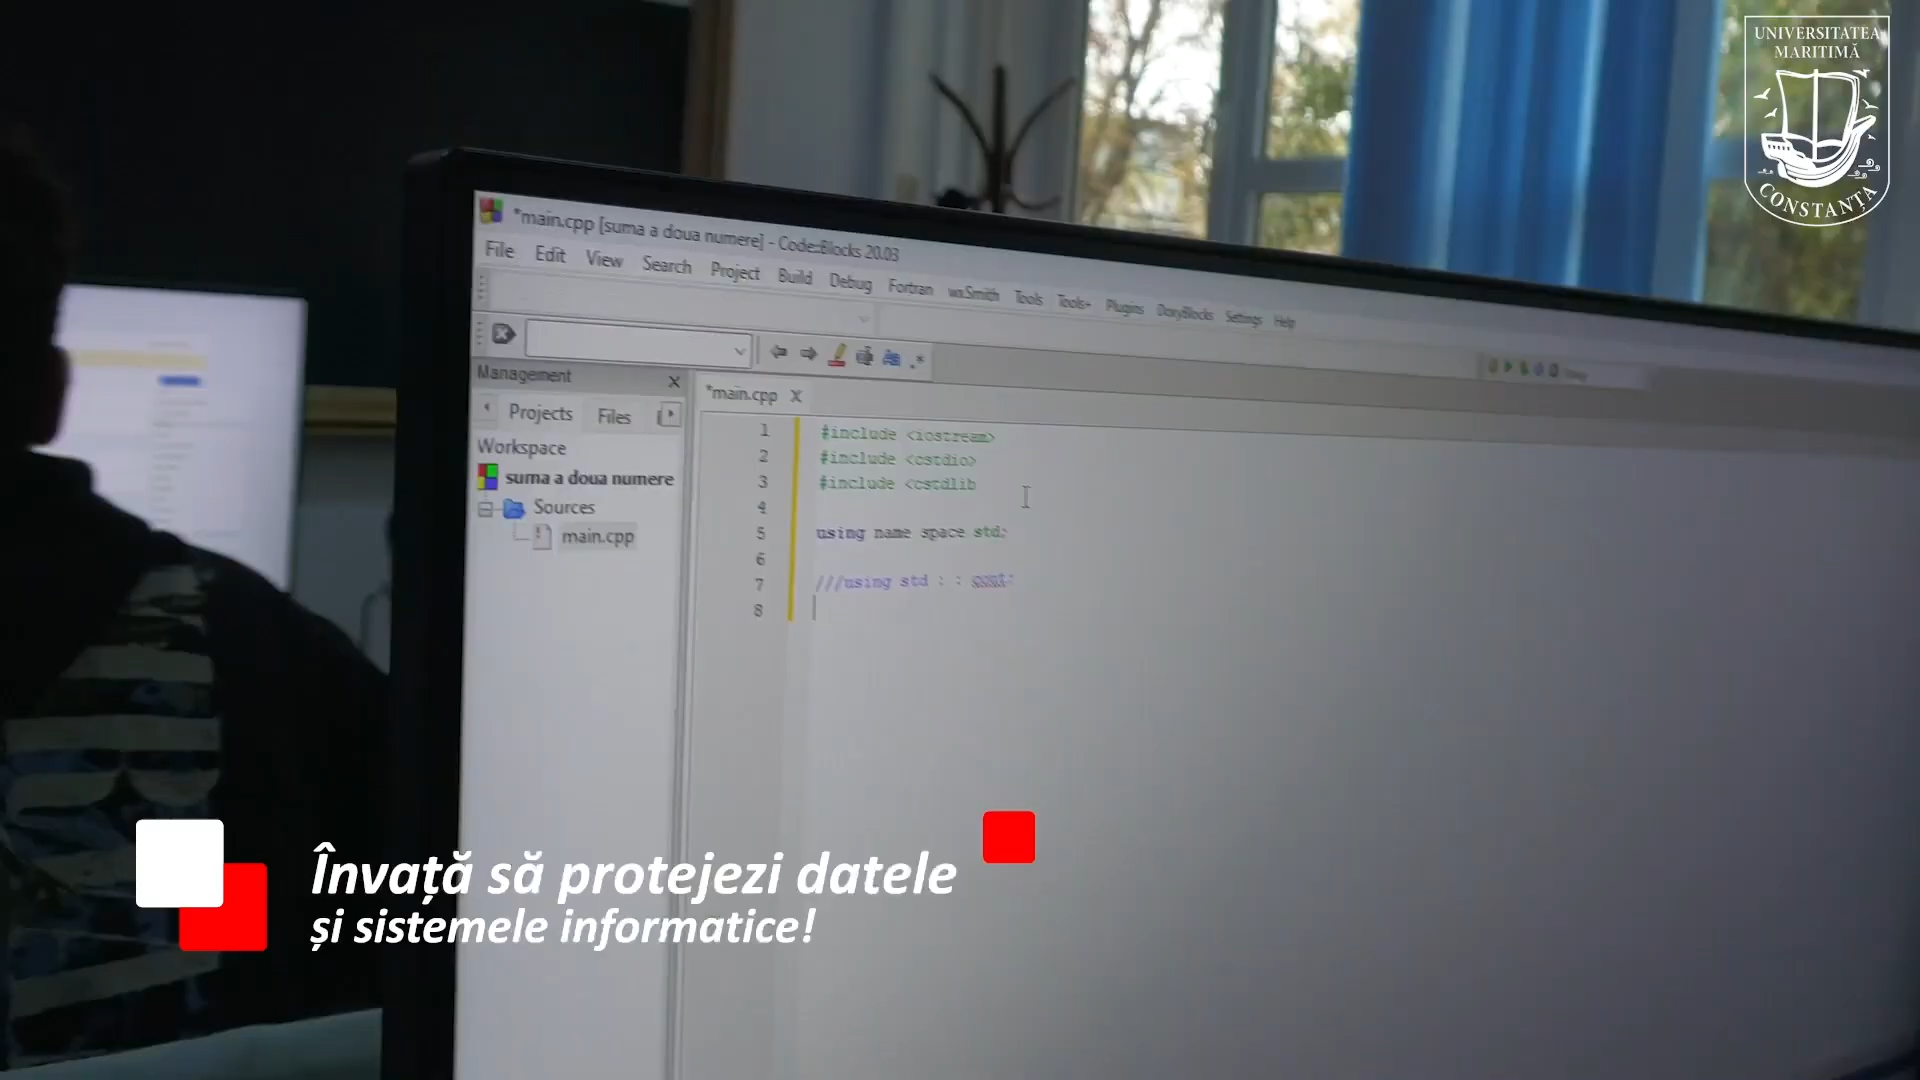 UNIVERSITATEA
MARITIMĂ
CONSTANȚA
*main.cpp [suma a doua numere] - Code::Blocks 20.03
File Edit View Search Project Build Debug Fortran wxSmith Tools Tools+ Plugins DoxyBlocks Settings Help
Management X
Projects Files
Workspace
suma a doua numere
Sources
main.cpp
*main.cpp X
1 #include <iostream>
2 #include <cstdio>
3 #include <cstdlib
4
5 using name space std;
6
7 ///using std : : cout;
8
Învață să protejezi datele
și sistemele informatice!